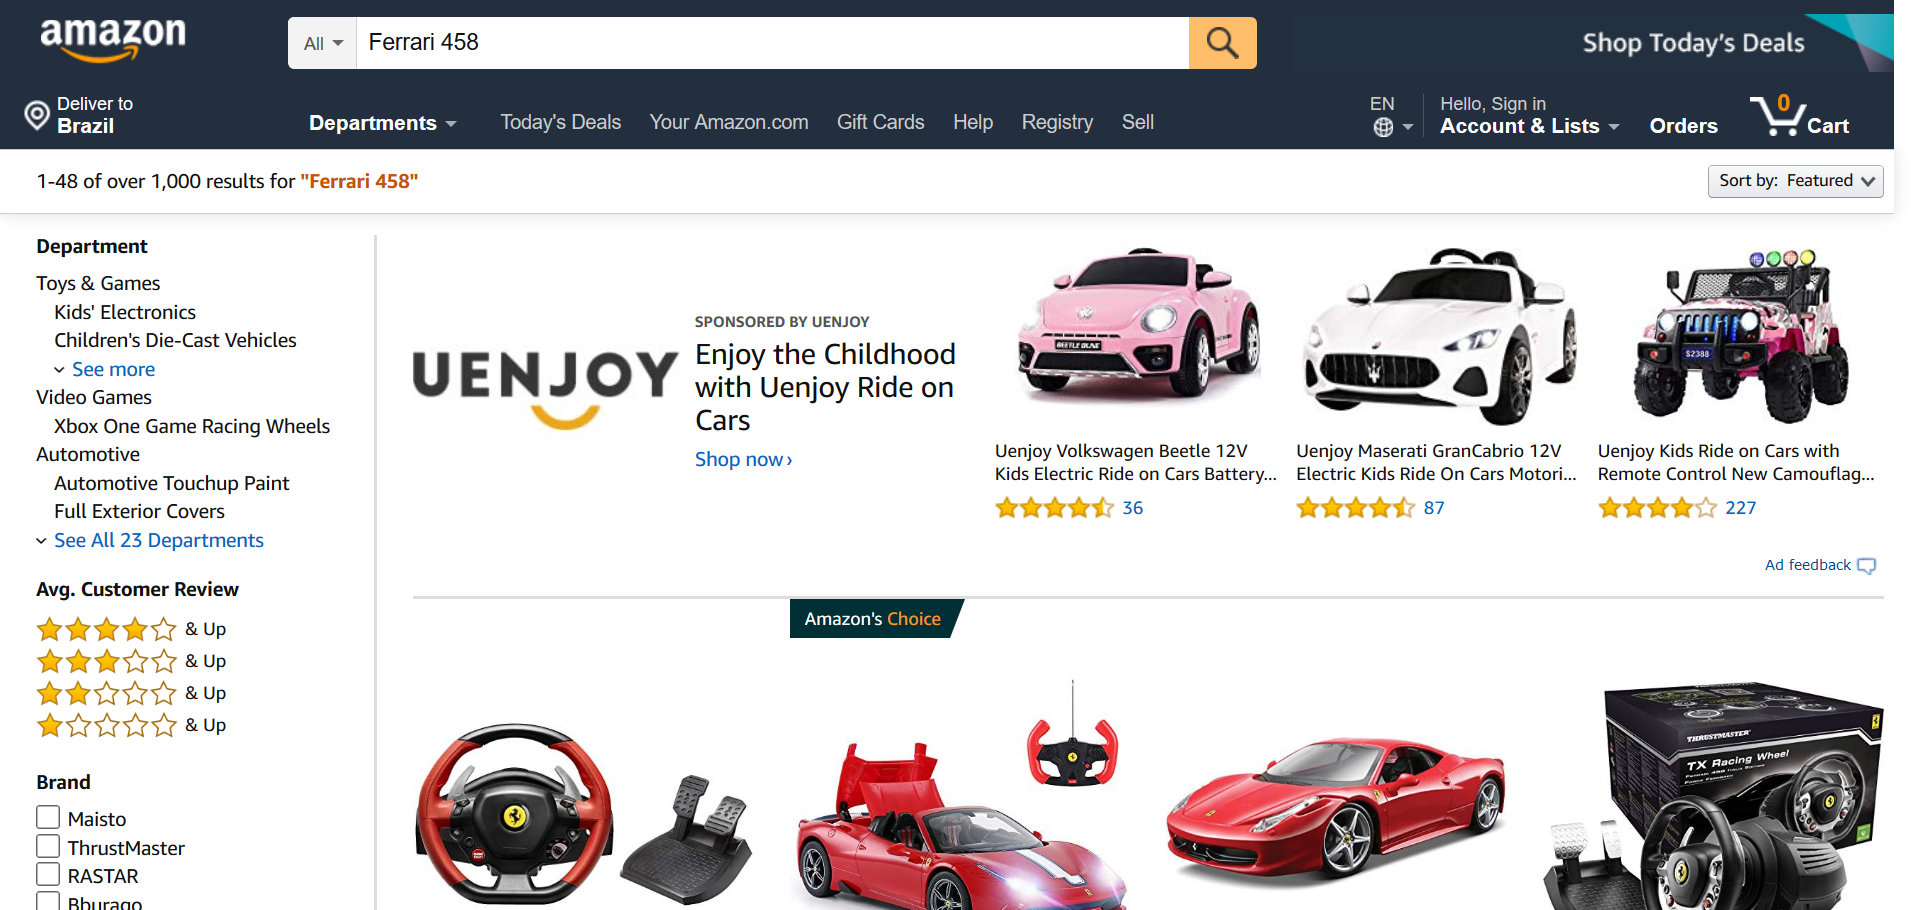 amazon
All
Ferrari 458
Shop Today's Deals
Deliver to
Brazil
Departments
Today's Deals
Your Amazon.com
Gift Cards
Help
Registry
Sell
EN
Hello, Sign in
Account & Lists
Orders
0
Cart
1-48 of over 1,000 results for "Ferrari 458"
Sort by: Featured
Department
Toys & Games
Kids' Electronics
Children's Die-Cast Vehicles
See more
Video Games
Xbox One Game Racing Wheels
Automotive
Automotive Touchup Paint
Full Exterior Covers
See All 23 Departments
Avg. Customer Review
& Up
& Up
& Up
& Up
Brand
Maisto
ThrustMaster
RASTAR
Bburago
UENJOY
SPONSORED BY UENJOY
Enjoy the Childhood
with Uenjoy Ride on
Cars
Shop now ›
BEETLE DUNE
Uenjoy Volkswagen Beetle 12V
Kids Electric Ride on Cars Battery...
36
Uenjoy Maserati GranCabrio 12V
Electric Kids Ride On Cars Motori...
87
S2388
Uenjoy Kids Ride on Cars with
Remote Control New Camouflag...
227
Ad feedback
Amazon's Choice
THRUSTMASTER
TX Racing Wheel